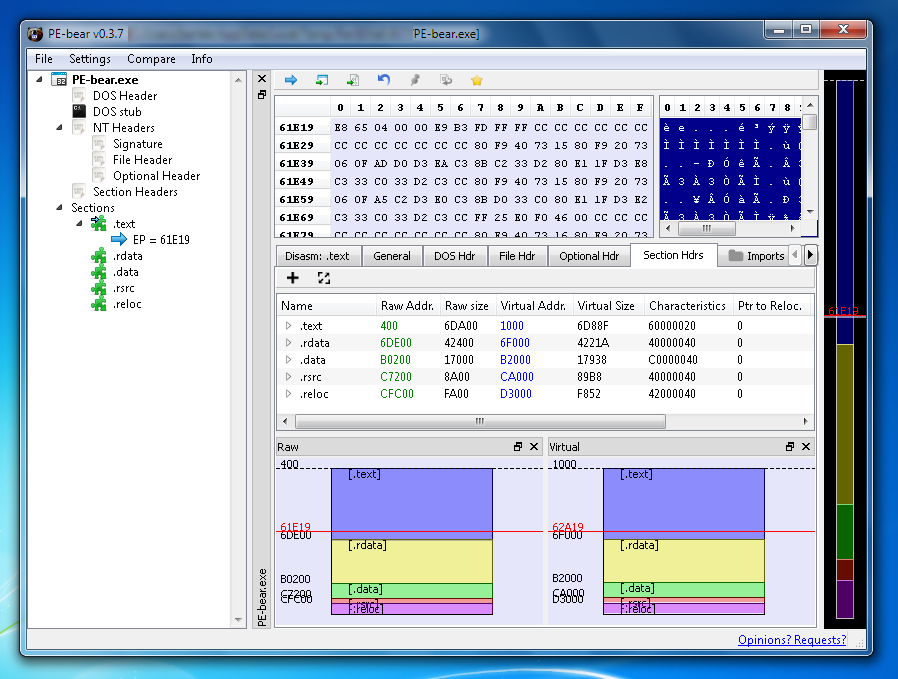 PE-bear v0.3.7 PE-bear.exe]
File Settings Compare Info
PE-bear.exe
DOS Header
DOS stub
NT Headers
Signature
File Header
Optional Header
Section Headers
Sections
.text
EP = 61E19
.rdata
.data
.rsrc
.reloc
PE-bear.exe
0 1 2 3 4 5 6 7 8 9 A B C D E F
61E19 E8 65 04 00 00 E9 B3 FD FF FF CC CC CC CC CC CC
61E29 CC CC CC CC CC CC CC 80 F9 40 73 15 80 F9 20 73
61E39 06 0F AD D0 D3 EA C3 8B C2 33 D2 80 E1 1F D3 E8
61E49 C3 33 C0 33 D2 C3 CC 80 F9 40 73 15 80 F9 20 73
61E59 06 0F A5 C2 D3 E0 C3 8B D0 33 C0 80 E1 1F D3 E2
61E69 C3 33 C0 33 D2 C3 CC FF 25 E0 F0 46 00 CC CC CC
61E79 CC CC CC CC CC CC CC 80 F9 40 73 16 80 F9 20 73
0 1 2 3 4 5 6 7 8
è e . . . é ³ ý ÿ
Ì Ì Ì Ì Ì Ì Ì . ù
. . - Ð Ó ê Ã . Â
Ã 3 À 3 Ò Ã Ì . ù
. . ¥ Â Ó à Ã . Ð
Ã 3 À 3 Ò Ã Ì ÿ
Disasm: .text General DOS Hdr File Hdr Optional Hdr Section Hdrs Imports
Name Raw Addr. Raw size Virtual Addr. Virtual Size Characteristics Ptr to Reloc.
.text 400 6DA00 1000 6D88F 60000020 0
.rdata 6DE00 42400 6F000 4221A 40000040 0
.data B0200 17000 B2000 17938 C0000040 0
.rsrc C7200 8A00 CA000 89B8 40000040 0
.reloc CFC00 FA00 D3000 F852 42000040 0
Raw
400
[.text]
61E19
6DE00
[.rdata]
B0200
[.data]
C7200
CFC00
[.rsrc]
[.reloc]
Virtual
1000
[.text]
62A19
6F000
[.rdata]
B2000
[.data]
CA000
D3000
[.rsrc]
[.reloc]
61E19
Opinions? Requests?